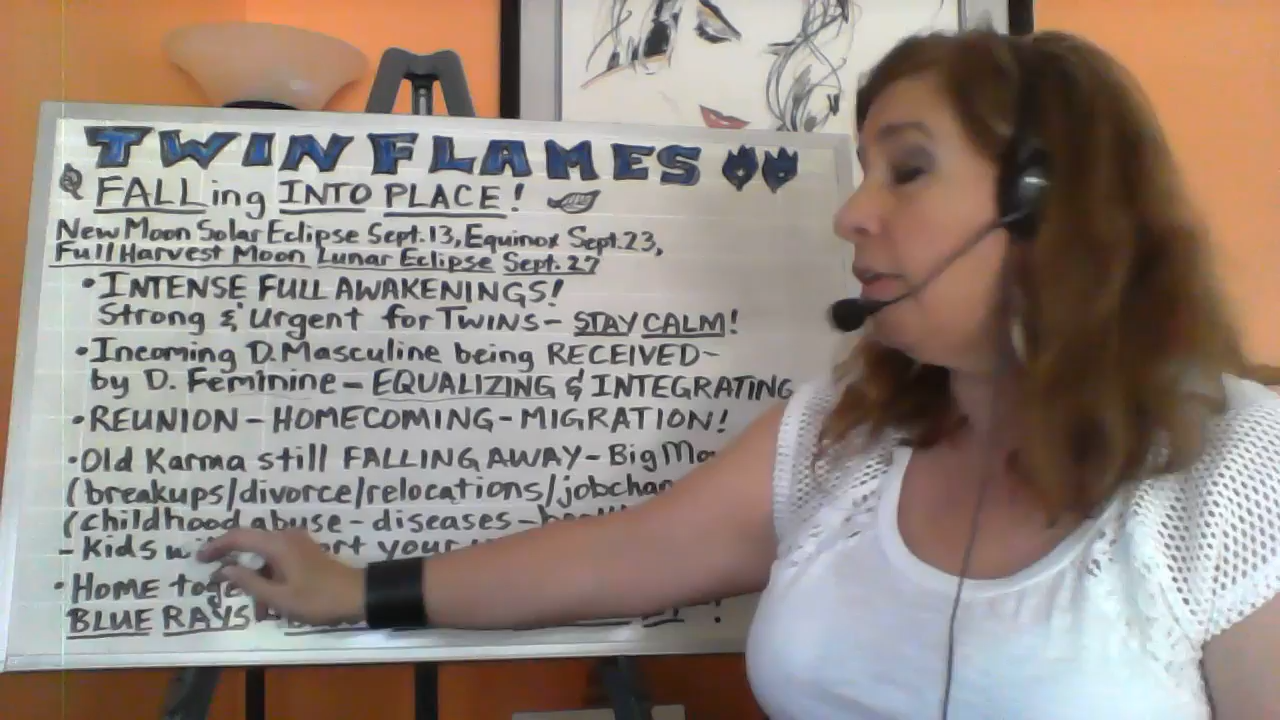 TWIN FLAMES
FALLing INTO PLACE!
New Moon Solar Eclipse Sept. 13, Equinox Sept. 23,
Full Harvest Moon Lunar Eclipse Sept. 27
• INTENSE FULL AWAKENINGS!
Strong & Urgent for TWINS - STAY CALM!
• Incoming D. Masculine being RECEIVED -
by D. Feminine - EQUALIZING & INTEGRATING
• REUNION - HOMECOMING - MIGRATION!
• Old Karma still FALLING AWAY - Big
(breakups/divorce/relocations/
(childhood abuse - diseases -
- Kids your
• HOME
BLUE RAYS - !